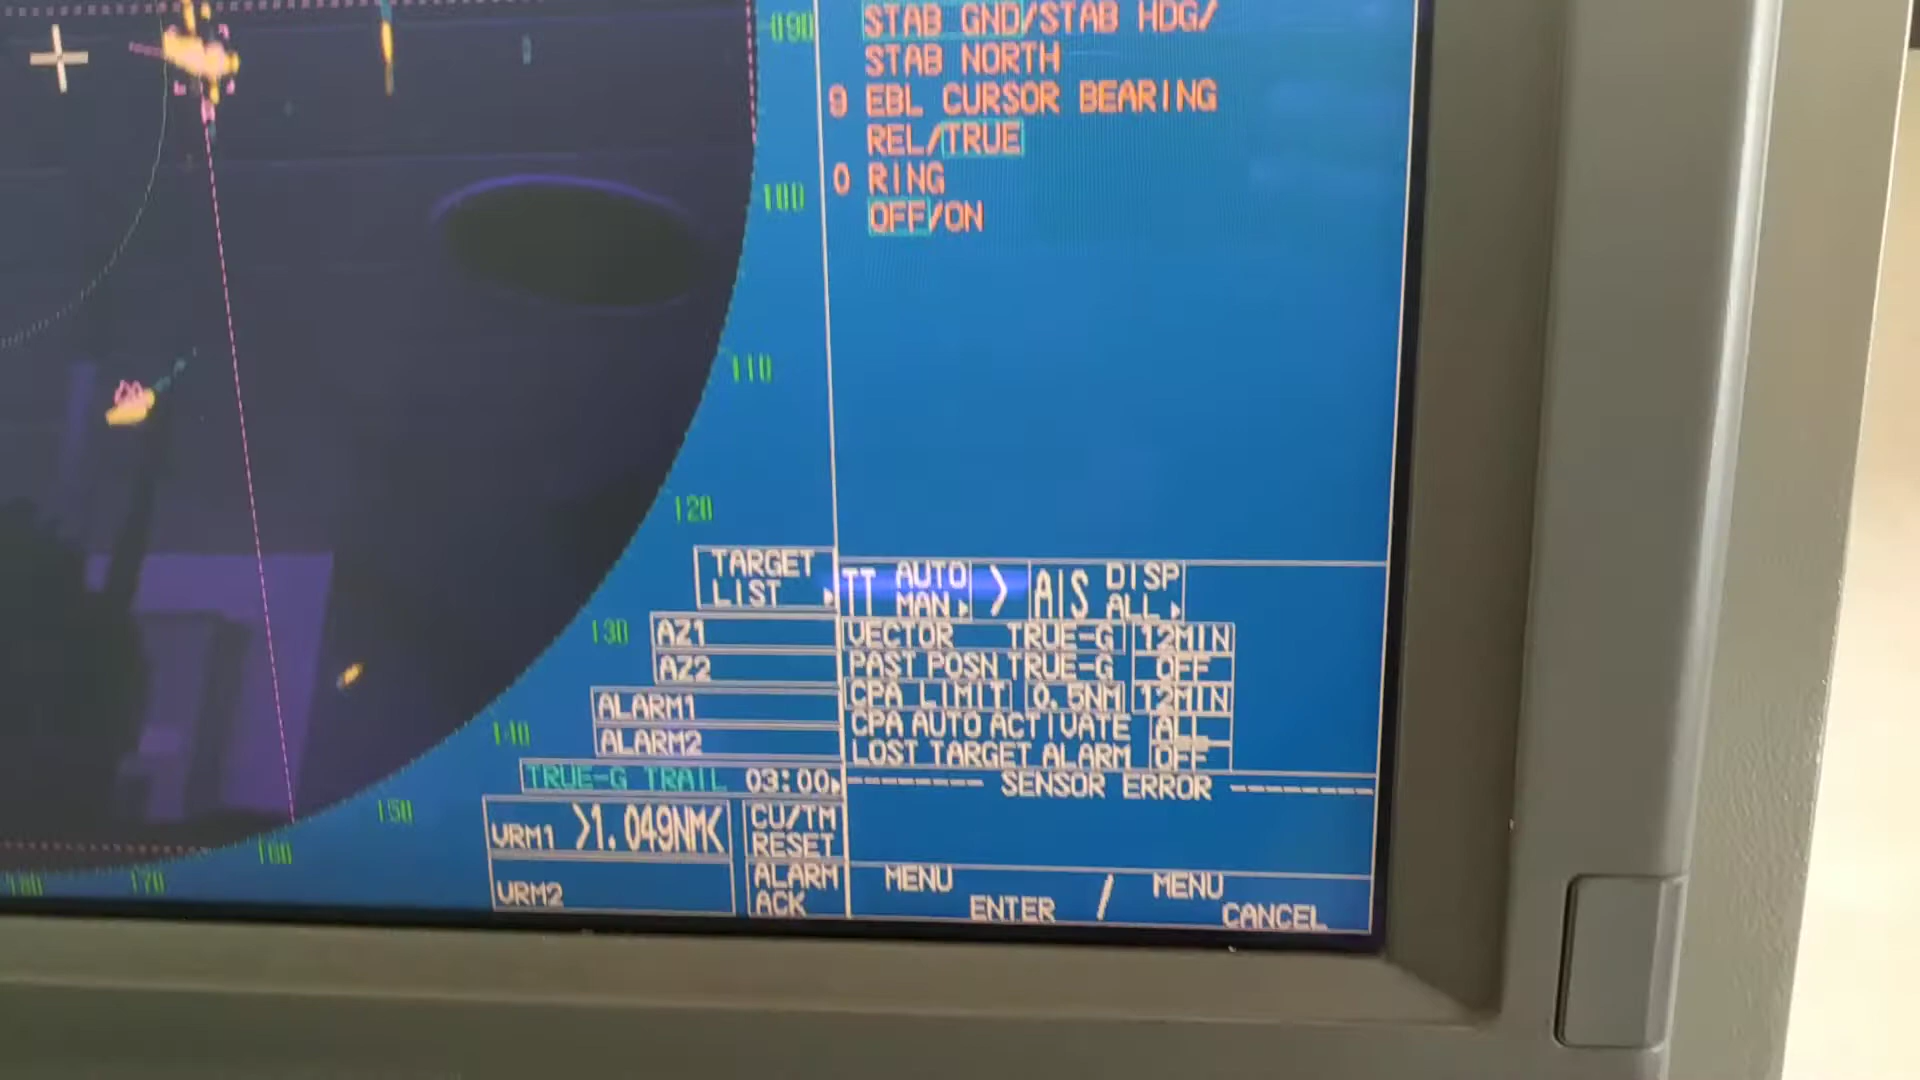 STAB GND/STAB HDG/
STAB NORTH
9 EBL CURSOR BEARING
REL/TRUE
0 RING
OFF/ON
090
100
110
120
130
140
150
160
170
180
TARGET
LIST
TT AUTO
MAN
> AIS DISP
ALL
AZ1
AZ2
ALARM1
ALARM2
VECTOR TRUE-G 12MIN
PAST POSN TRUE-G OFF
CPA LIMIT 0.5NM 12MIN
CPA AUTO ACTIVATE ALL
LOST TARGET ALARM OFF
TRUE-G TRAIL 03:00
-------- SENSOR ERROR --------
VRM1 >1.049NM<
VRM2
CU/TM
RESET
ALARM
ACK
MENU
ENTER / MENU
CANCEL